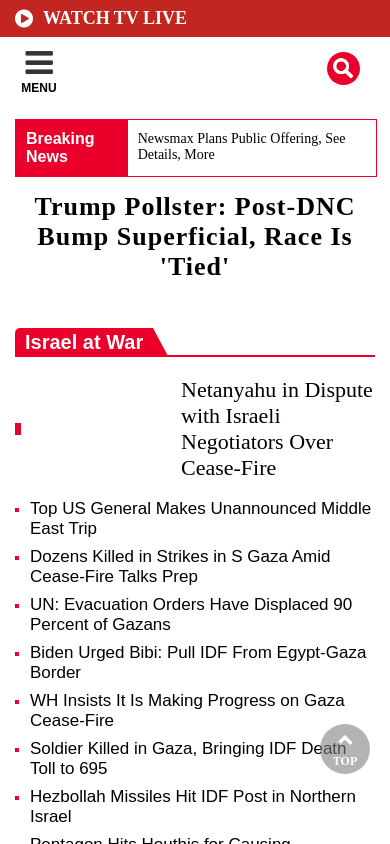 WATCH TV LIVE
MENU
Breaking
News
Newsmax Plans Public Offering, See
Details, More
Trump Pollster: Post-DNC
Bump Superficial, Race Is
'Tied'
Israel at War
Netanyahu in Dispute
with Israeli
Negotiators Over
Cease-Fire
Top US General Makes Unannounced Middle
East Trip
Dozens Killed in Strikes in S Gaza Amid
Cease-Fire Talks Prep
UN: Evacuation Orders Have Displaced 90
Percent of Gazans
Biden Urged Bibi: Pull IDF From Egypt-Gaza
Border
WH Insists It Is Making Progress on Gaza
Cease-Fire
Soldier Killed in Gaza, Bringing IDF Death
Toll to 695
TOP
Hezbollah Missiles Hit IDF Post in Northern
Israel
Pentagon Hits Houthis for Causing